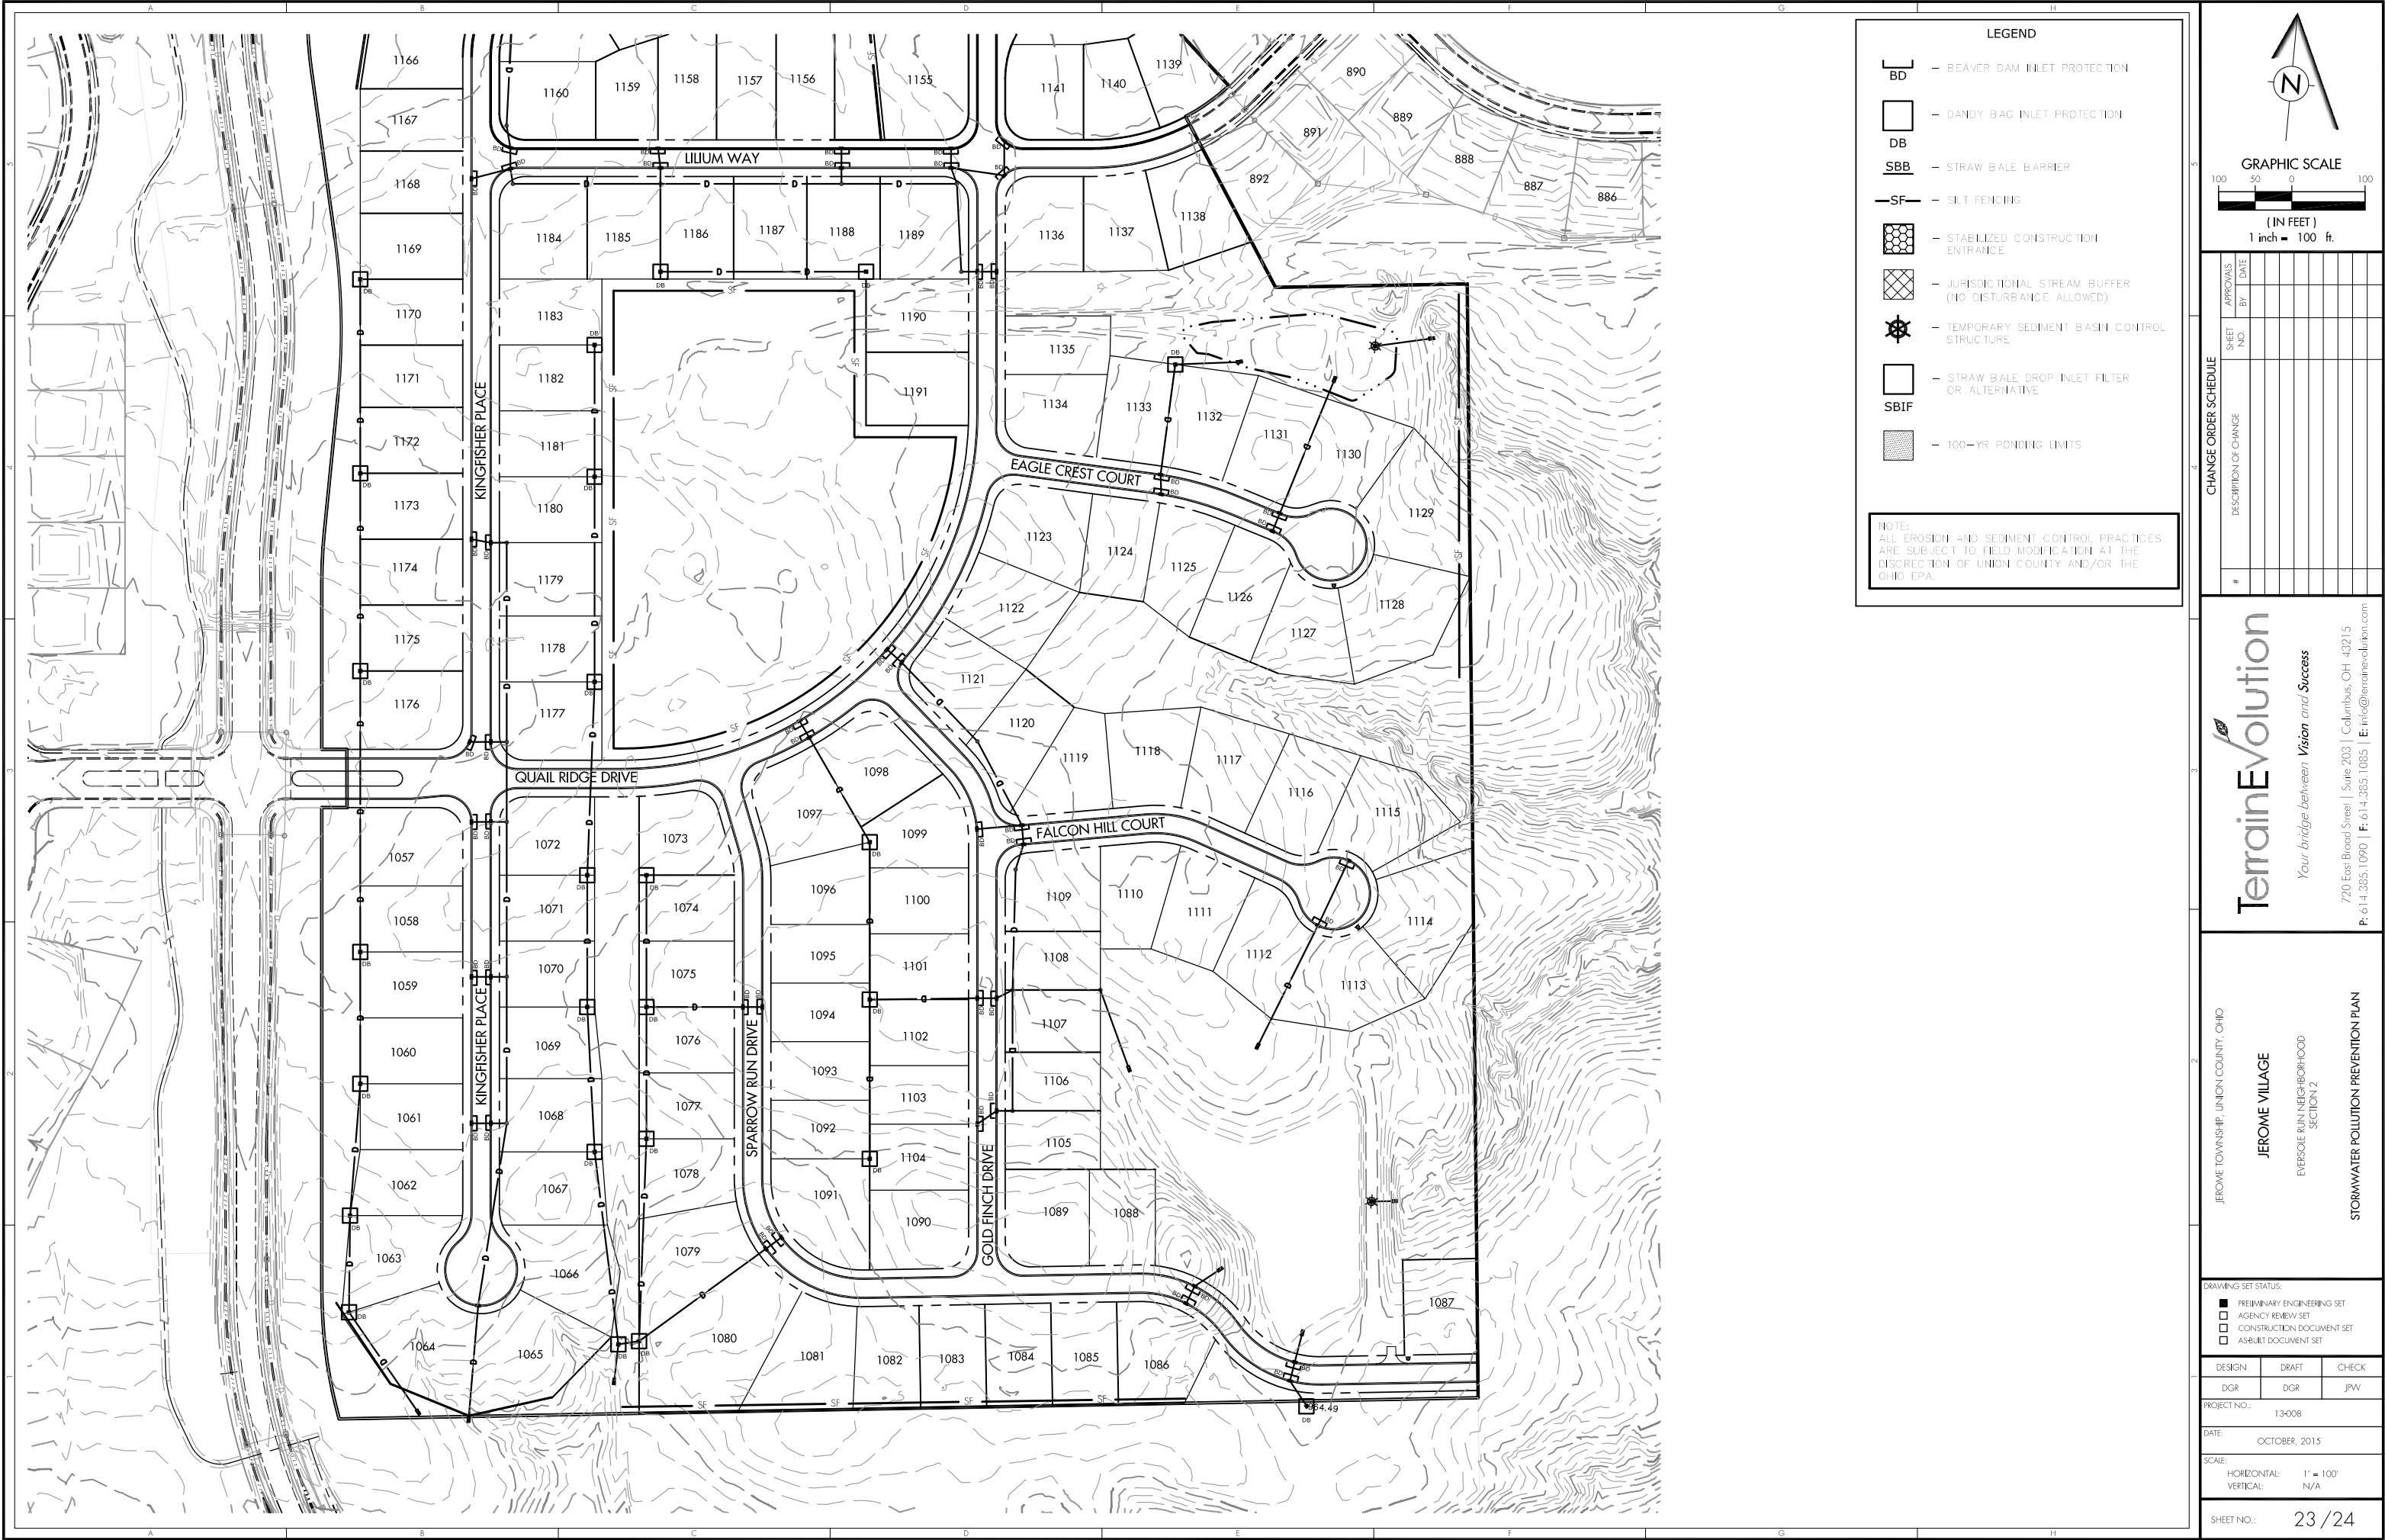 A B C D E F G H
LEGEND
BD – BEAVER DAM INLET PROTECTION
DB – DANDY BAG INLET PROTECTION
SBB – STRAW BALE BARRIER
SF – SILT FENCING
– STABILIZED CONSTRUCTION
ENTRANCE
– JURISDICTIONAL STREAM BUFFER
(NO DISTURBANCE ALLOWED)
– TEMPORARY SEDIMENT BASIN CONTROL
STRUCTURE
SBIF – STRAW BALE DROP INLET FILTER
OR ALTERNATIVE
– 100-YR PONDING LIMITS
NOTE:
ALL EROSION AND SEDIMENT CONTROL PRACTICES
ARE SUBJECT TO FIELD MODIFICATION AT THE
DISCRECTION OF UNION COUNTY AND/OR THE
OHIO EPA.
N
GRAPHIC SCALE
100 50 0 100
( IN FEET )
1 inch = 100 ft.
CHANGE ORDER SCHEDULE
# DESCRIPTION OF CHANGE SHEET NO. APPROVALS BY DATE
TerrainEvolution
Your bridge between Vision and Success
720 East Broad Street | Suite 203 | Columbus, OH 43215
P: 614.385.1090 | F: 614.385.1085 | E: info@terrainevolution.com
JEROME TOWNSHIP, UNION COUNTY, OHIO
JEROME VILLAGE
EVERSOLE RUN NEIGHBORHOOD
SECTION 2
STORMWATER POLLUTION PREVENTION PLAN
DRAWING SET STATUS:
PRELIMINARY ENGINEERING SET
AGENCY REVIEW SET
CONSTRUCTION DOCUMENT SET
AS-BUILT DOCUMENT SET
DESIGN DRAFT CHECK
DGR DGR JPW
PROJECT NO.:
13-008
DATE:
OCTOBER, 2015
SCALE:
HORIZONTAL: 1" = 100'
VERTICAL: N/A
SHEET NO.: 23 /24
LILIUM WAY
KINGFISHER PLACE
EAGLE CREST COURT
QUAIL RIDGE DRIVE
FALCON HILL COURT
KINGFISHER PLACE
SPARROW RUN DRIVE
GOLD FINCH DRIVE
1166
1167
1168
1169
1170
1171
1172
1173
1174
1175
1176
1160
1159
1158
1157
1156
1155
1141
1140
1139
890
889
891
888
892
887
886
1184
1185
1186
1187
1188
1189
1136
1137
1138
1183
1182
1181
1180
1179
1178
1177
1190
1191
1135
1134
1133
1132
1131
1130
1129
1128
1127
1126
1125
1124
1123
1122
1121
1120
1119
1118
1117
1116
1115
1114
1113
1112
1111
1110
1109
1108
1107
1106
1105
1089
1088
1087
1057
1058
1059
1060
1061
1062
1063
1064
1065
1066
1067
1068
1069
1070
1071
1072
1073
1074
1075
1076
1077
1078
1079
1080
1081
1082
1083
1084
1085
1086
1098
1097
1096
1095
1094
1093
1092
1091
1099
1100
1101
1102
1103
1104
1090